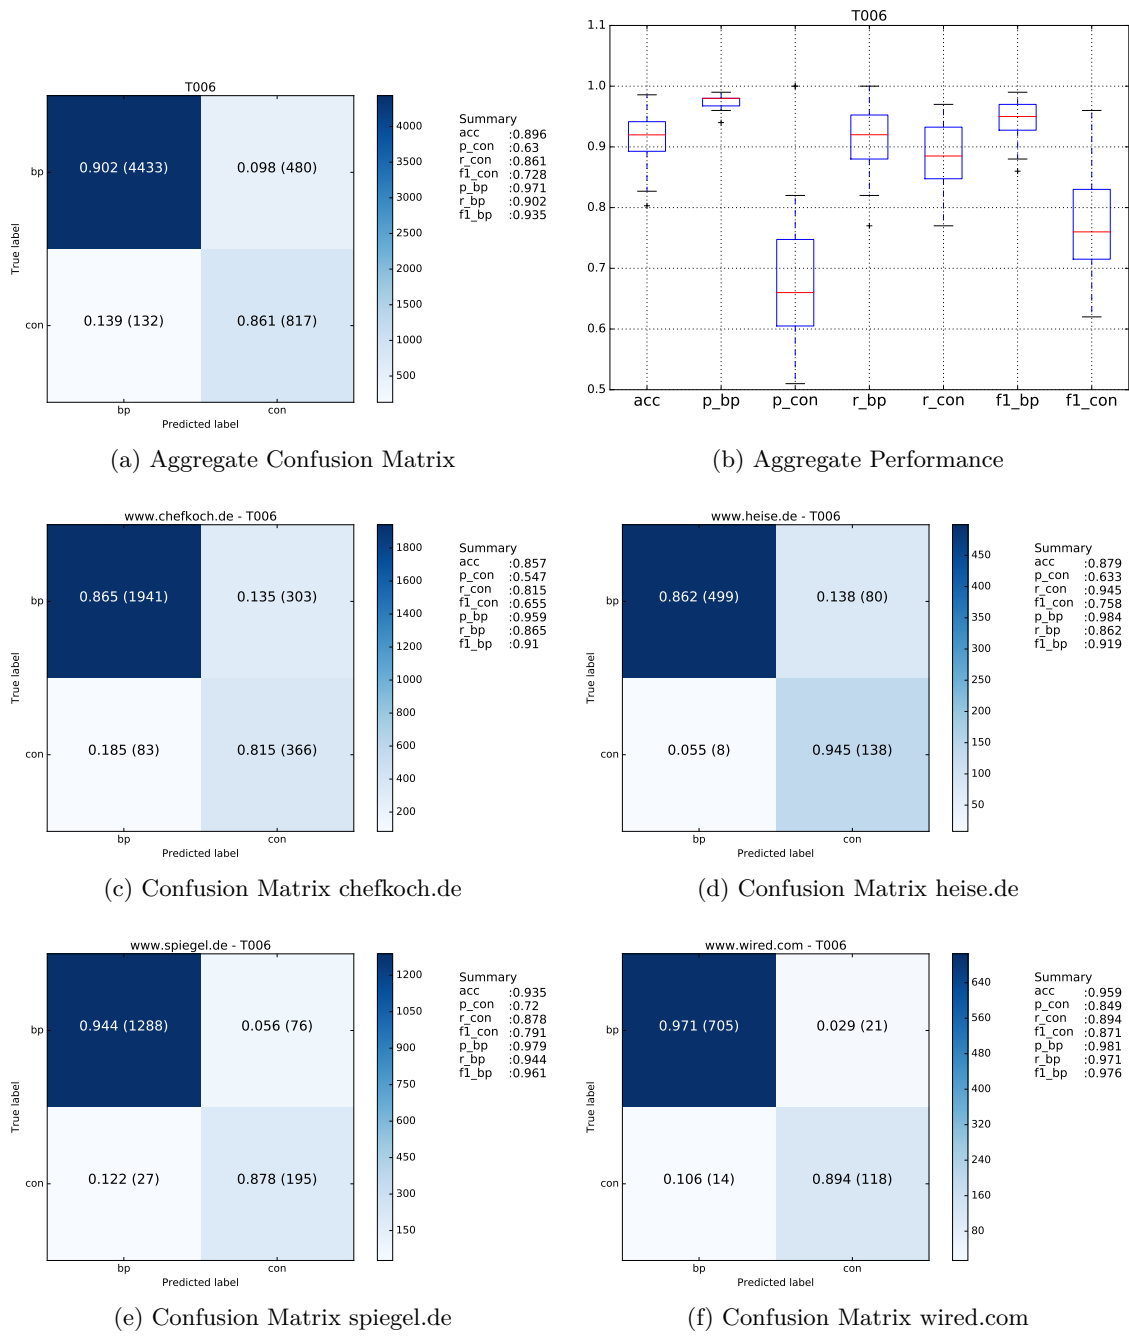 T006
bp
con
0.902 (4433)
0.098 (480)
0.139 (132)
0.861 (817)
bp
con
True label
Predicted label
4000
3500
3000
2500
2000
1500
1000
500
Summary
acc :0.896
p_con :0.63
r_con :0.861
f1_con :0.728
p_bp :0.971
r_bp :0.902
f1_bp :0.935
(a) Aggregate Confusion Matrix
T006
1.1
1.0
0.9
0.8
0.7
0.6
0.5
acc p_bp p_con r_bp r_con f1_bp f1_con
(b) Aggregate Performance
www.chefkoch.de - T006
bp
con
0.865 (1941)
0.135 (303)
0.185 (83)
0.815 (366)
bp
con
True label
Predicted label
1800
1600
1400
1200
1000
800
600
400
200
Summary
acc :0.857
p_con :0.547
r_con :0.815
f1_con :0.655
p_bp :0.959
r_bp :0.865
f1_bp :0.91
(c) Confusion Matrix chefkoch.de
www.heise.de - T006
bp
con
0.862 (499)
0.138 (80)
0.055 (8)
0.945 (138)
bp
con
True label
Predicted label
450
400
350
300
250
200
150
100
50
Summary
acc :0.879
p_con :0.633
r_con :0.945
f1_con :0.758
p_bp :0.984
r_bp :0.862
f1_bp :0.919
(d) Confusion Matrix heise.de
www.spiegel.de - T006
bp
con
0.944 (1288)
0.056 (76)
0.122 (27)
0.878 (195)
bp
con
True label
Predicted label
1200
1050
900
750
600
450
300
150
Summary
acc :0.935
p_con :0.72
r_con :0.878
f1_con :0.791
p_bp :0.979
r_bp :0.944
f1_bp :0.961
(e) Confusion Matrix spiegel.de
www.wired.com - T006
bp
con
0.971 (705)
0.029 (21)
0.106 (14)
0.894 (118)
bp
con
True label
Predicted label
640
560
480
400
320
240
160
80
Summary
acc :0.959
p_con :0.849
r_con :0.894
f1_con :0.871
p_bp :0.981
r_bp :0.971
f1_bp :0.976
(f) Confusion Matrix wired.com